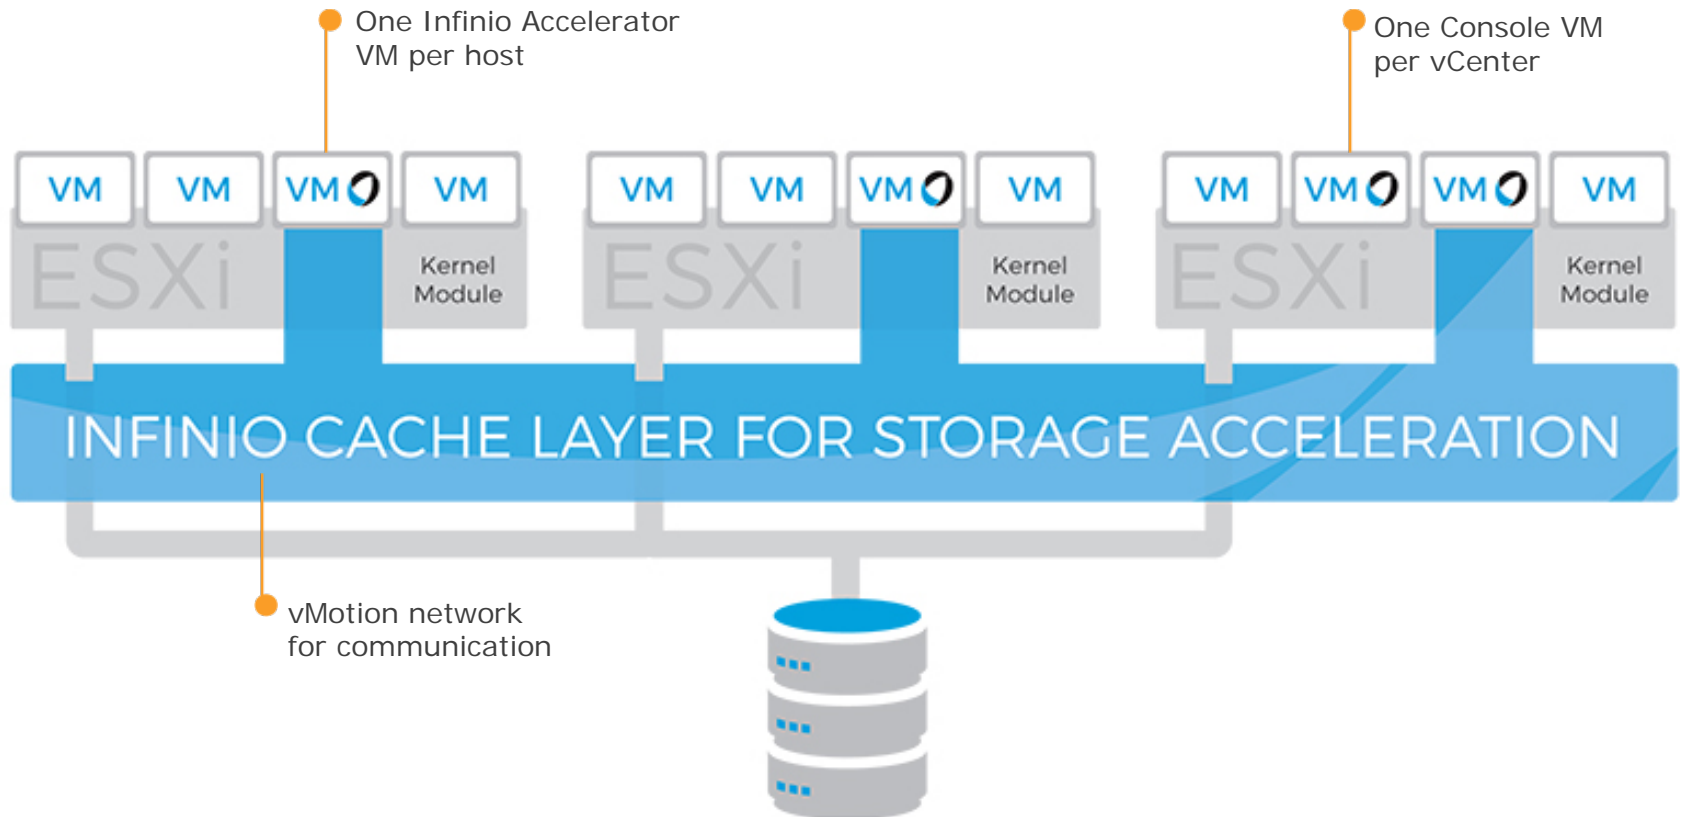 One Infinio Accelerator
VM per host
One Console VM
per vCenter
VM VM VM VM
VM VM VM VM
VM VM VM VM
ESXi
Kernel
Module
ESXi
Kernel
Module
ESXi
Kernel
Module
INFINIO CACHE LAYER FOR STORAGE ACCELERATION
vMotion network
for communication